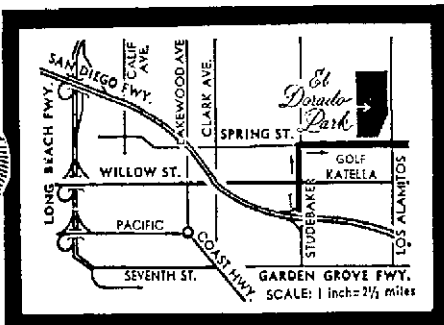 SAN DIEGO FWY.
CALIF. AVE.
LAKEWOOD AVE
CLARK AVE.
El
Dorado
Park
SPRING ST.
LONG BEACH FWY.
WILLOW ST.
GOLF
KATELLA
STUDEBAKER
LOS ALAMITOS
PACIFIC
COAST HWY.
SEVENTH ST.
GARDEN GROVE FWY.
SCALE: 1 inch = 2½ miles